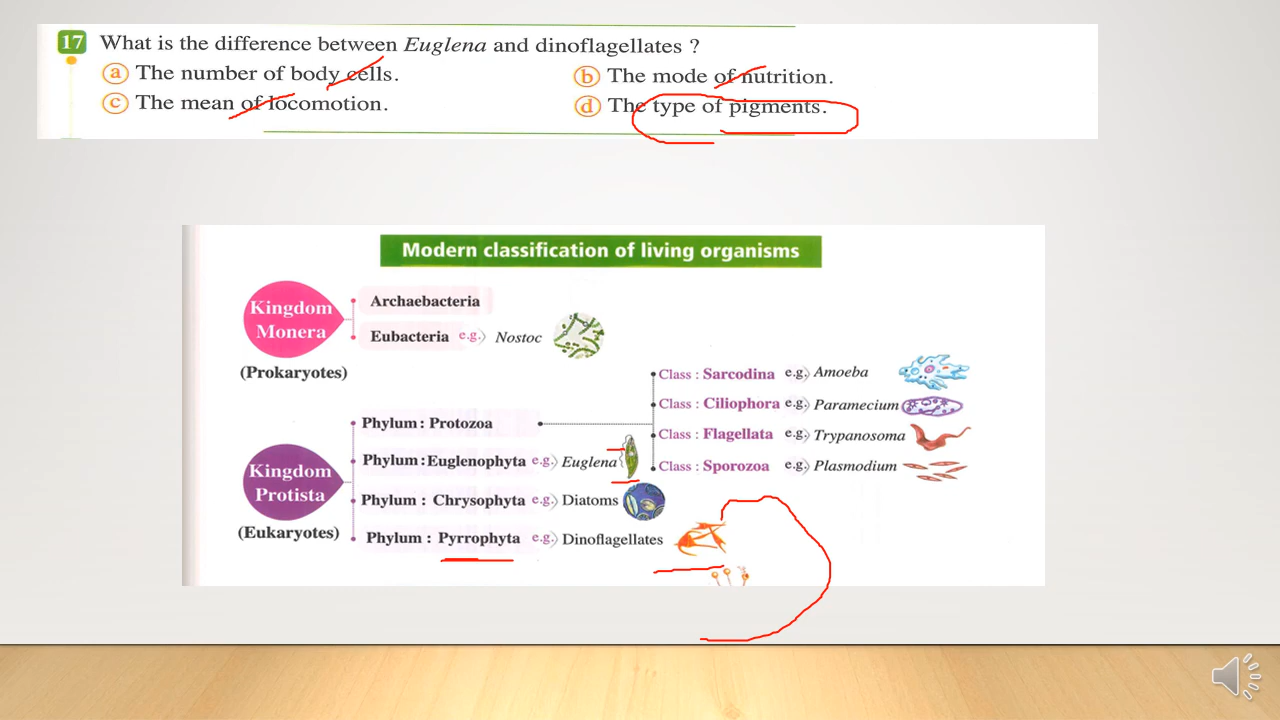 17 What is the difference between Euglena and dinoflagellates ?
a The number of body cells.
b The mode of nutrition.
c The mean of locomotion.
d The type of pigments.
Modern classification of living organisms
Kingdom
Monera
(Prokaryotes)
Archaebacteria
Eubacteria e.g. Nostoc
Kingdom
Protista
(Eukaryotes)
Phylum : Protozoa
Class : Sarcodina e.g. Amoeba
Class : Ciliophora e.g. Paramecium
Class : Flagellata e.g. Trypanosoma
Class : Sporozoa e.g. Plasmodium
Phylum : Euglenophyta e.g. Euglena
Phylum : Chrysophyta e.g. Diatoms
Phylum : Pyrrophyta e.g. Dinoflagellates